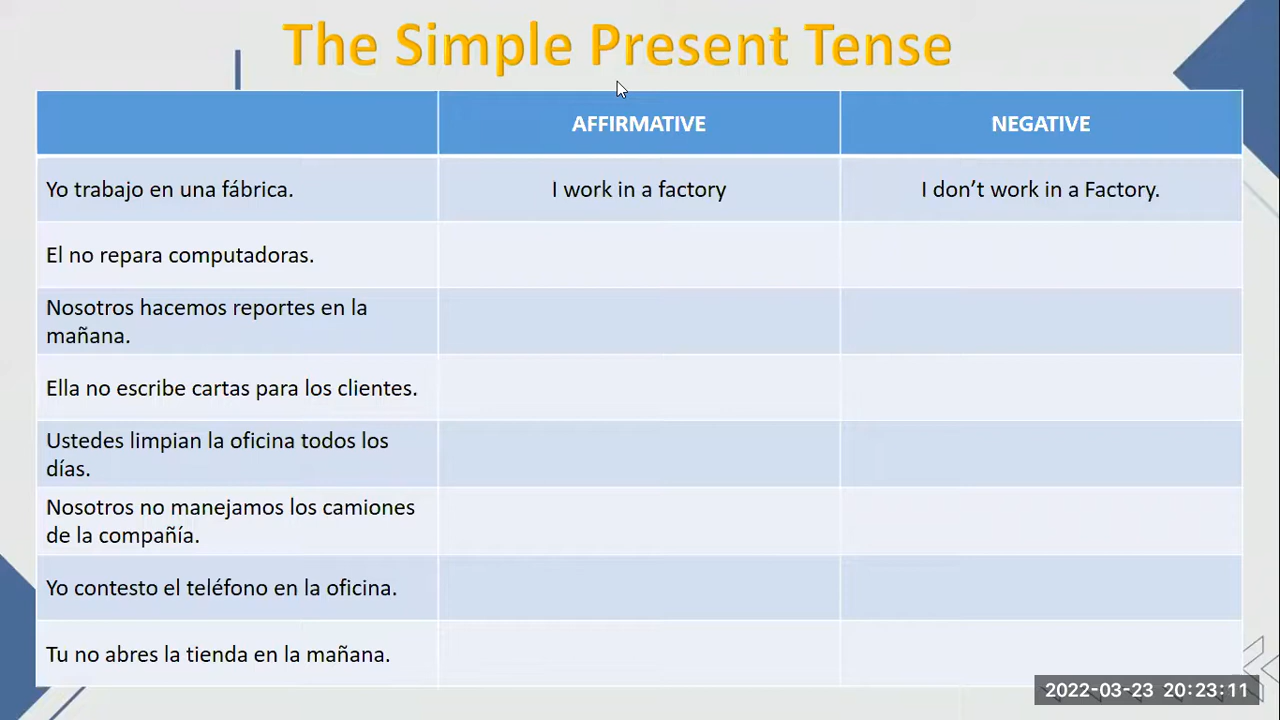 The Simple Present Tense
AFFIRMATIVE
NEGATIVE
Yo trabajo en una fábrica.
I work in a factory
I don’t work in a Factory.
El no repara computadoras.
Nosotros hacemos reportes en la
mañana.
Ella no escribe cartas para los clientes.
Ustedes limpian la oficina todos los
días.
Nosotros no manejamos los camiones
de la compañía.
Yo contesto el teléfono en la oficina.
Tu no abres la tienda en la mañana.
2022-03-23 20:23:11